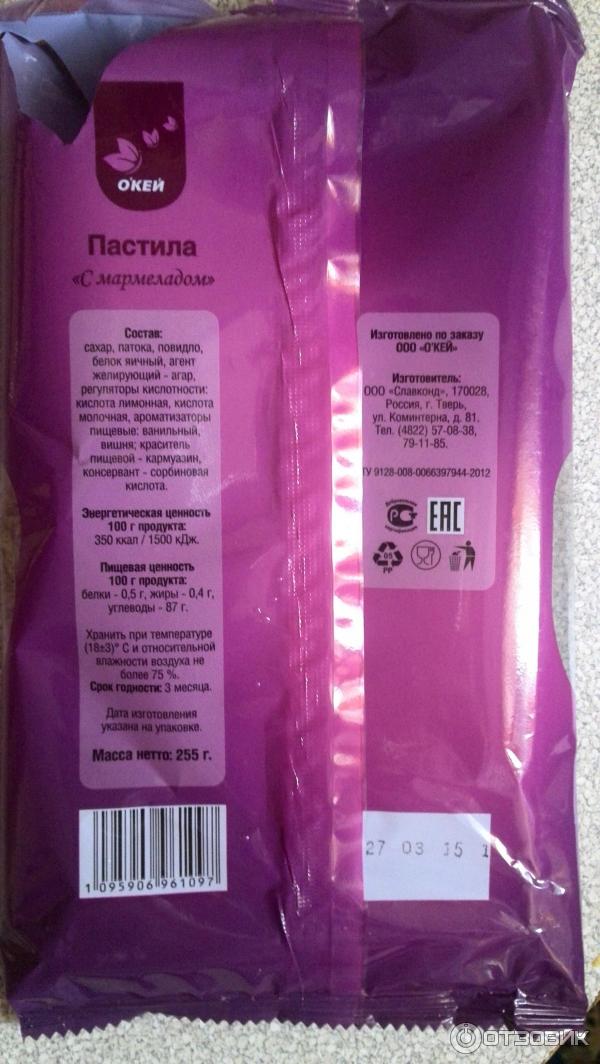 О'КЕЙ
Пастила
«С мармеладом»
Состав:
сахар, патока, повидло,
белок яичный, агент
желирующий - агар,
регуляторы кислотности:
кислота лимонная, кислота
молочная, ароматизаторы
пищевые: ванильный,
вишня; краситель
пищевой - кармуазин,
консервант - сорбиновая
кислота.
Энергетическая ценность
100 г продукта:
350 ккал / 1500 кДж.
Пищевая ценность
100 г продукта:
белки - 0,5 г, жиры - 0,4 г,
углеводы - 87 г.
Хранить при температуре
(18±3)° С и относительной
влажности воздуха не
более 75 %.
Срок годности: 3 месяца.
Дата изготовления
указана на упаковке.
Масса нетто: 255 г.
1 095906 961097
Изготовлено по заказу
ООО «О'КЕЙ»
Изготовитель:
ООО «Славконд», 170028,
Россия, г. Тверь,
ул. Коминтерна, д. 81.
Тел. (4822) 57-08-38,
79-11-85.
ТУ 9128-008-0066397944-2012
Добровольная
сертификация
ЕАС
05
PP
27 03 15 1
ОТЗОВИК